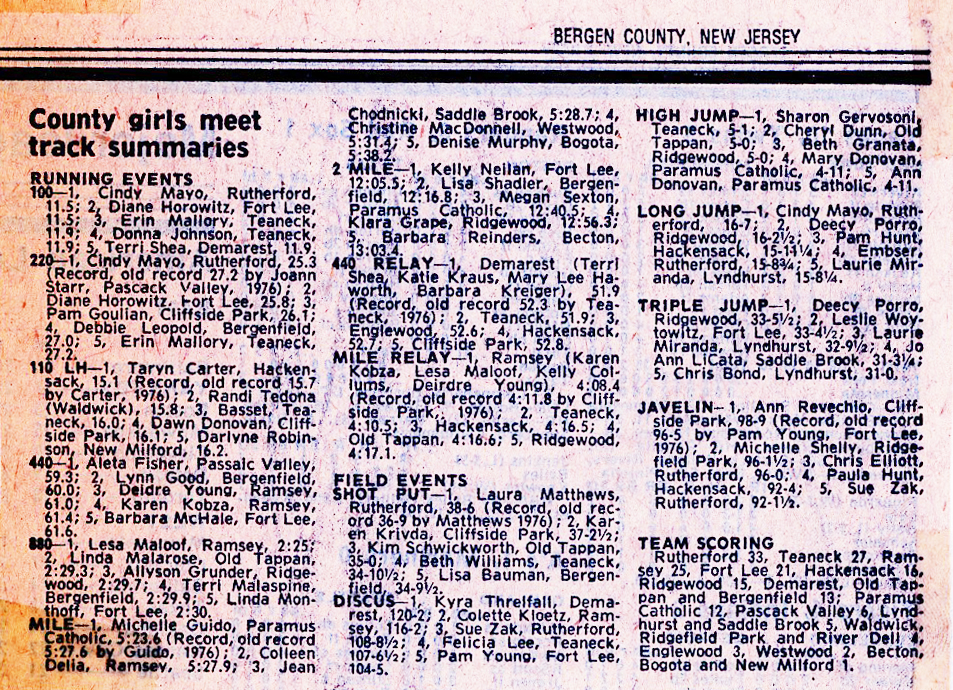 BERGEN COUNTY, NEW JERSEY
County girls meet
track summaries
RUNNING EVENTS
100—1, Cindy Mayo, Rutherford,
11.5; 2, Diane Horowitz, Fort Lee,
11.5; 3, Erin Mallory, Teaneck,
11.9; 4, Donna Johnson, Teaneck,
11.9; 5, Terri Shea, Demarest, 11.9
220—1, Cindy Mayo, Rutherford, 25.3
(Record, old record 27.2 by Joann
Starr, Pascack Valley, 1976); 2,
Diane Horowitz, Fort Lee, 25.8; 3,
Pam Goulian, Cliffside Park, 26.1;
4, Debbie Leopold, Bergenfield,
27.0; 5, Erin Mallory, Teaneck,
27.2.
110 LH—1, Taryn Carter, Hacken-
sack, 15.1 (Record, old record 15.7
by Carter, 1976); 2, Randi Tedona
(Waldwick), 15.8; 3, Basset, Tea-
neck, 16.0; 4, Dawn Donovan, Cliff-
side Park, 16.1; 5, Darlyne Robin-
son, New Milford, 16.2.
440—1, Aleta Fisher, Passaic Valley,
59.3; 2, Lynn Good, Bergenfield,
60.0; 3, Deidre Young, Ramsey,
61.0; 4, Karen Kobza, Ramsey,
61.4; 5, Barbara McHale, Fort Lee,
61.6.
880—1, Lesa Maloof, Ramsey, 2:25;
2, Linda Malarose, Old Tappan,
2:29.3; 3, Allyson Grunder, Ridge-
wood, 2:29.7; 4, Terri Malaspine,
Bergenfield, 2:29.9; 5, Linda Mon-
thoff, Fort Lee, 2:30.
MILE—1, Michelle Guido, Paramus
Catholic, 5:23.6 (Record, old record
5:27.6 by Guido, 1976); 2, Colleen
Delia, Ramsey, 5:27.9; 3, Jean
Chodnicki, Saddle Brook, 5:28.7; 4,
Christine MacDonnell, Westwood,
5:31.4; 5, Denise Murphy, Bogota,
5:38.2.
2 MILE—1, Kelly Neilan, Fort Lee,
12:05.5; 2, Lisa Shadler, Bergen-
field, 12:16.8; 3, Megan Sexton,
Paramus Catholic, 12:40.5; 4,
Klara Grape, Ridgewood, 12:56.3;
5, Barbara Reinders, Becton,
13:03.4.
440 RELAY—1, Demarest (Terri
Shea, Katie Kraus, Mary Lee Ha-
worth, Barbara Kreiger), 51.9
(Record, old record 52.3 by Tea-
neck, 1976); 2, Teaneck, 51.9; 3,
Englewood, 52.6; 4, Hackensack,
52.7; 5, Cliffside Park, 52.8.
MILE RELAY—1, Ramsey (Karen
Kobza, Lesa Maloof, Kelly Col-
lums, Deirdre Young), 4:08.4
(Record, old record 4:11.8 by Cliff-
side Park, 1976); 2, Teaneck,
4:10.5; 3, Hackensack, 4:16.5; 4,
Old Tappan, 4:16.6; 5, Ridgewood,
4:17.1.
FIELD EVENTS
SHOT PUT—1, Laura Matthews,
Rutherford, 38-6 (Record, old rec-
ord 36-9 by Matthews 1976); 2, Kar-
en Krivda, Cliffside Park, 37-2½;
3, Kim Schwickworth, Old Tappan,
35-0; 4, Beth Williams, Teaneck,
34-10½; 5, Lisa Bauman, Bergen-
field, 34-9½.
DISCUS—1, Kyra Threlfall, Dema-
rest, 120-2; 2, Colette Kloetz, Ram-
sey, 116-2; 3, Sue Zak, Rutherford,
108-8½; 4, Felicia Lee, Teaneck,
107-6½; 5, Pam Young, Fort Lee,
104-5.
HIGH JUMP—1, Sharon Gervosoni,
Teaneck, 5-1; 2, Cheryl Dunn, Old
Tappan, 5-0; 3, Beth Granata,
Ridgewood, 5-0; 4, Mary Donovan,
Paramus Catholic, 4-11; 5, Ann
Donovan, Paramus Catholic, 4-11.
LONG JUMP—1, Cindy Mayo, Ruth-
erford, 16-7; 2, Deecy Porro,
Ridgewood, 16-2½; 3, Pam Hunt,
Hackensack, 15-14¼; 4, Embser,
Rutherford, 15-8¾; 5, Laurie Mir-
anda, Lyndhurst, 15-8¼.
TRIPLE JUMP—1, Deecy Porro,
Ridgewood, 33-5½; 2, Leslie Woy-
towitz, Fort Lee, 33-4½; 3, Laurie
Miranda, Lyndhurst, 32-9½; 4, Jo
Ann LiCata, Saddle Brook, 31-3¼;
5, Chris Bond, Lyndhurst, 31-0.
JAVELIN—1, Ann Revechio, Cliff-
side Park, 98-9 (Record, old record
96-5 by Pam Young, Fort Lee,
1976); 2, Michelle Shelly, Ridge-
field Park, 96-1½; 3, Chris Elliott,
Rutherford, 96-0; 4, Paula Hunt,
Hackensack, 92-4; 5, Sue Zak,
Rutherford, 92-1½.
TEAM SCORING
Rutherford 33, Teaneck 27, Ram-
sey 25, Fort Lee 21, Hackensack 16,
Ridgewood 15, Demarest, Old Tap-
pan and Bergenfield 13; Paramus
Catholic 12, Pascack Valley 6, Lynd-
hurst and Saddle Brook 5, Waldwick,
Ridgefield Park and River Dell 4,
Englewood 3, Westwood 2, Becton,
Bogota and New Milford 1.